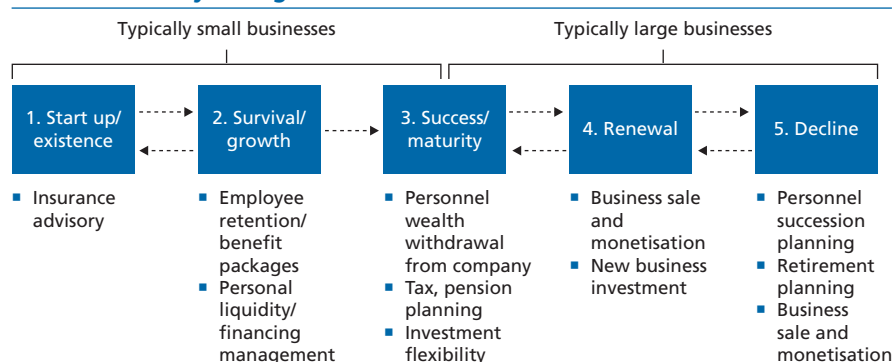 Typically small businesses
Typically large businesses
1. Start up/
existence
2. Survival/
growth
3. Success/
maturity
4. Renewal
5. Decline
▪ Insurance
advisory
▪ Employee
retention/
benefit
packages
▪ Personal
liquidity/
financing
management
▪ Personnel
wealth
withdrawal
from company
▪ Tax, pension
planning
▪ Investment
flexibility
▪ Business sale
and
monetisation
▪ New business
investment
▪ Personnel
succession
planning
▪ Retirement
planning
▪ Business
sale and
monetisation